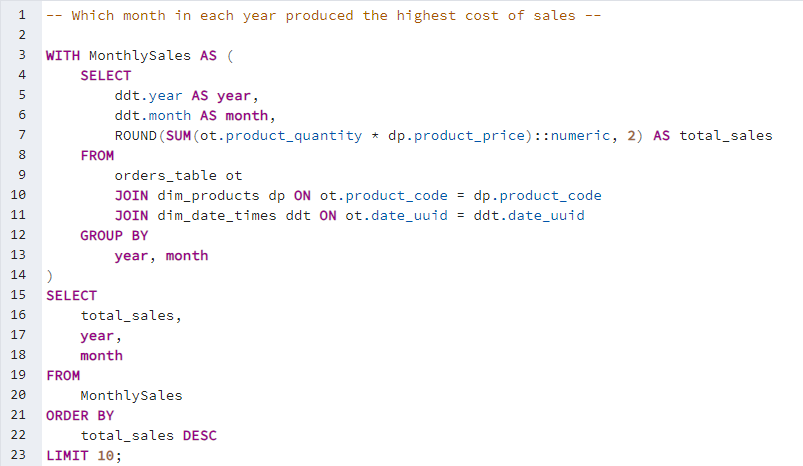 1 -- Which month in each year produced the highest cost of sales --
2
3 WITH MonthlySales AS (
4     SELECT
5         ddt.year AS year,
6         ddt.month AS month,
7         ROUND(SUM(ot.product_quantity * dp.product_price)::numeric, 2) AS total_sales
8     FROM
9         orders_table ot
10         JOIN dim_products dp ON ot.product_code = dp.product_code
11         JOIN dim_date_times ddt ON ot.date_uuid = ddt.date_uuid
12     GROUP BY
13         year, month
14 )
15 SELECT
16     total_sales,
17     year,
18     month
19 FROM
20     MonthlySales
21 ORDER BY
22     total_sales DESC
23 LIMIT 10;